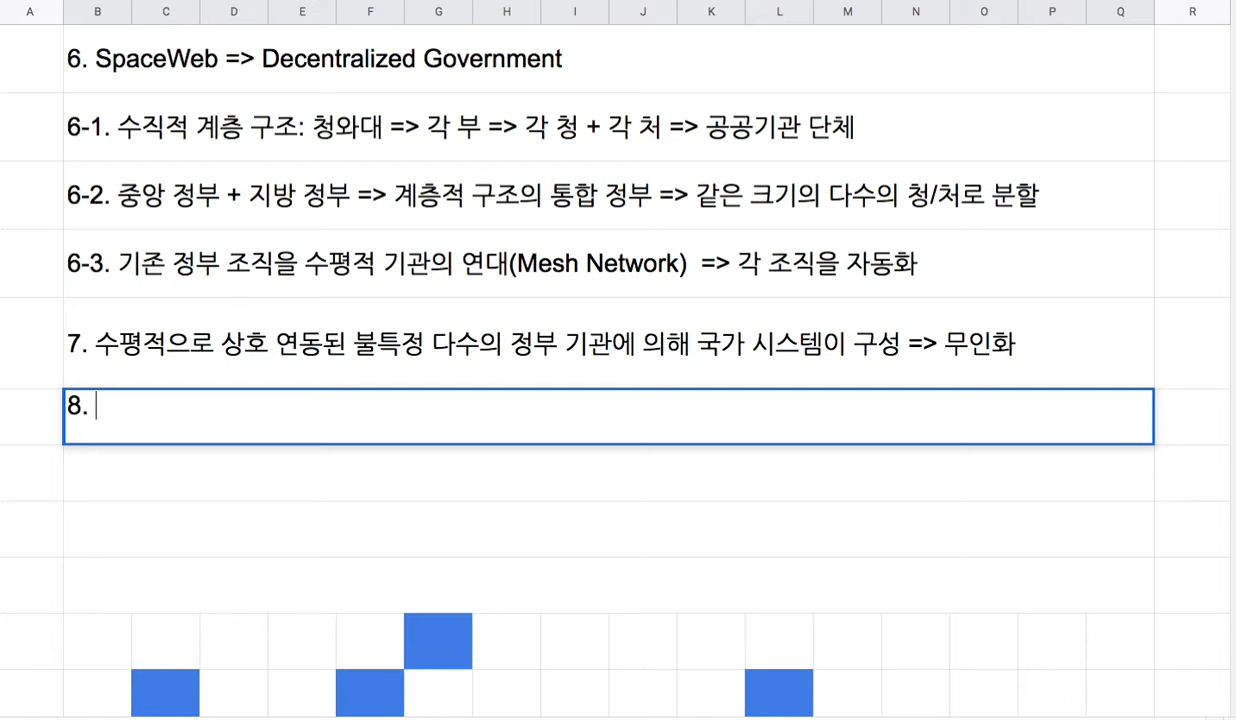 A B C D E F G H I J K L M N O P Q R
6. SpaceWeb => Decentralized Government
6-1. 수직적 계층 구조: 청와대 => 각 부 => 각 청 + 각 처 => 공공기관 단체
6-2. 중앙 정부 + 지방 정부 => 계층적 구조의 통합 정부 => 같은 크기의 다수의 청/처로 분할
6-3. 기존 정부 조직을 수평적 기관의 연대(Mesh Network)  => 각 조직을 자동화
7. 수평적으로 상호 연동된 불특정 다수의 정부 기관에 의해 국가 시스템이 구성 => 무인화
8.